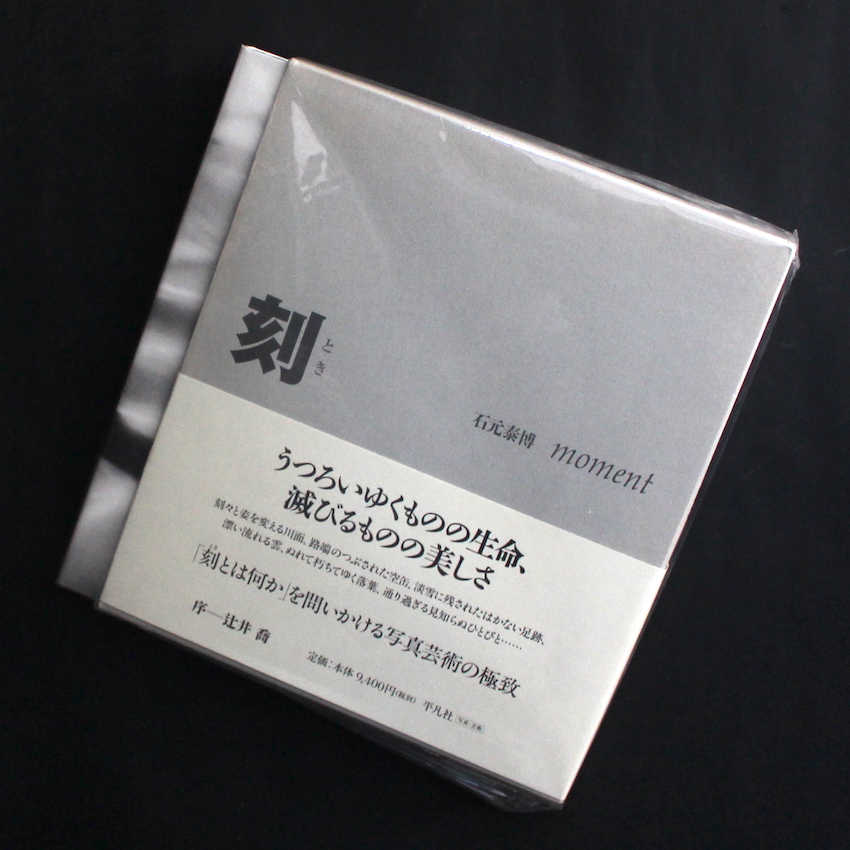 刻
とき
石元泰博 moment
うつろいゆくものの生命、
滅びるものの美しさ
刻々と姿を変える川面、路端のつぶされた空缶、淡雪に残されたはかない足跡、
漂い流れる雲、ぬれて朽ちてゆく落葉、通り過ぎる見知らぬひとびと……
「刻とは何か」を問いかける写真芸術の極致
とき
序—辻井 喬
定価：本体9,400円(税別) 平凡社